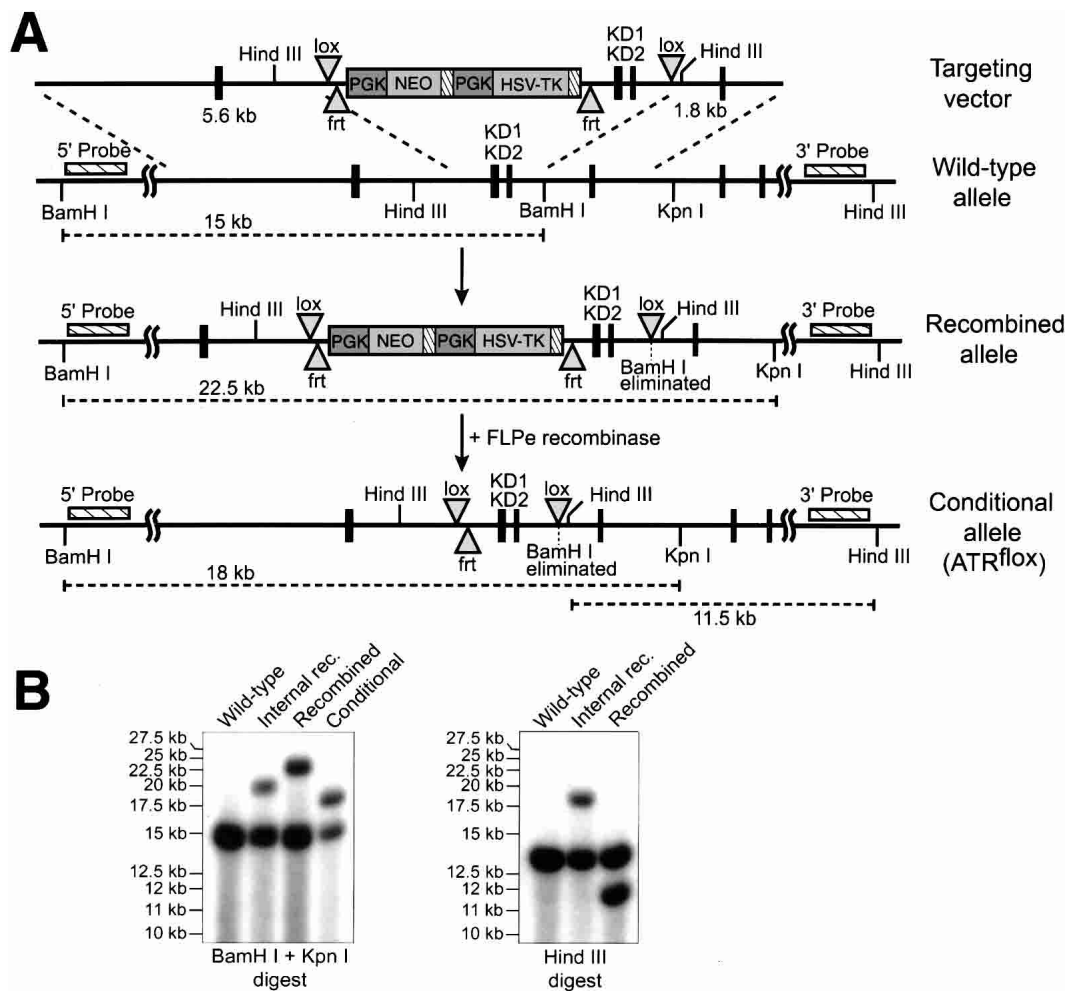 A
Hind III
lox
PGK NEO PGK HSV-TK
KD1
KD2
lox
Hind III
5.6 kb
frt
frt
1.8 kb
Targeting
vector
5' Probe
KD1
KD2
3' Probe
Wild-type
allele
BamH I
Hind III
BamH I
Kpn I
Hind III
15 kb
5' Probe
Hind III
lox
PGK NEO PGK HSV-TK
KD1
KD2
lox
Hind III
3' Probe
Recombined
allele
BamH I
frt
frt
BamH I
eliminated
Kpn I
Hind III
22.5 kb
+ FLPe recombinase
5' Probe
Hind III
lox
KD1
KD2
lox
Hind III
3' Probe
Conditional
allele
(ATRflox)
BamH I
frt
BamH I
eliminated
Kpn I
Hind III
18 kb
11.5 kb
B
Wild-type
Internal rec.
Recombined
Conditional
27.5 kb
25 kb
22.5 kb
20 kb
17.5 kb
15 kb
12.5 kb
12 kb
11 kb
10 kb
BamH I + Kpn I
digest
Wild-type
Internal rec.
Recombined
27.5 kb
25 kb
22.5 kb
20 kb
17.5 kb
15 kb
12.5 kb
12 kb
11 kb
10 kb
Hind III
digest